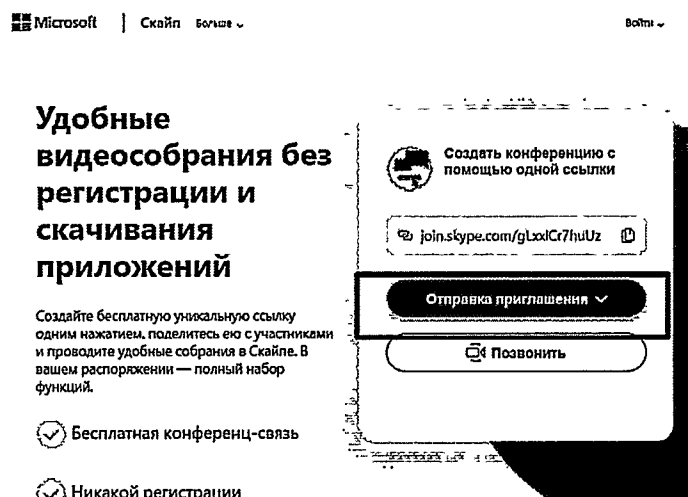 Microsoft | Скайп Больше
Войти
Удобные
видеособрания без
регистрации и
скачивания
приложений
Создайте бесплатную уникальную ссылку
одним нажатием, поделитесь ею с участниками
и проводите удобные собрания в Скайпе. В
вашем распоряжении — полный набор
функций.
Бесплатная конференц-связь
Никакой регистрации
Создать конференцию с
помощью одной ссылки
join.skype.com/gLxxlCr7huUz
Отправка приглашения
Позвонить